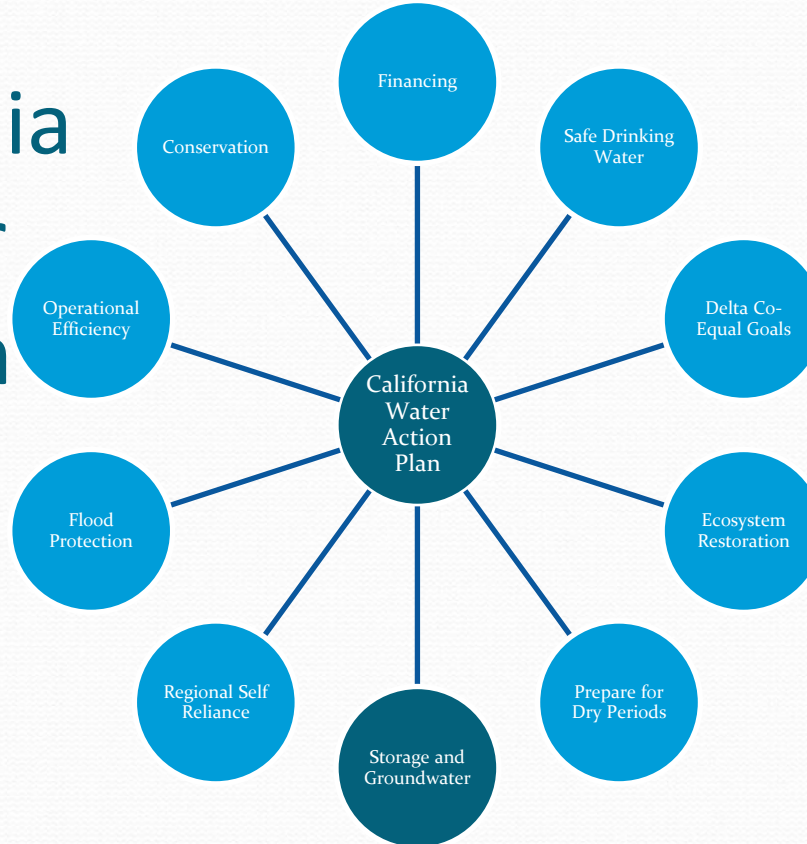 ia
Financing
Safe Drinking
Water
Delta Co-
Equal Goals
Ecosystem
Restoration
Prepare for
Dry Periods
Storage and
Groundwater
Regional Self
Reliance
Flood
Protection
Operational
Efficiency
Conservation
California
Water
Action
Plan